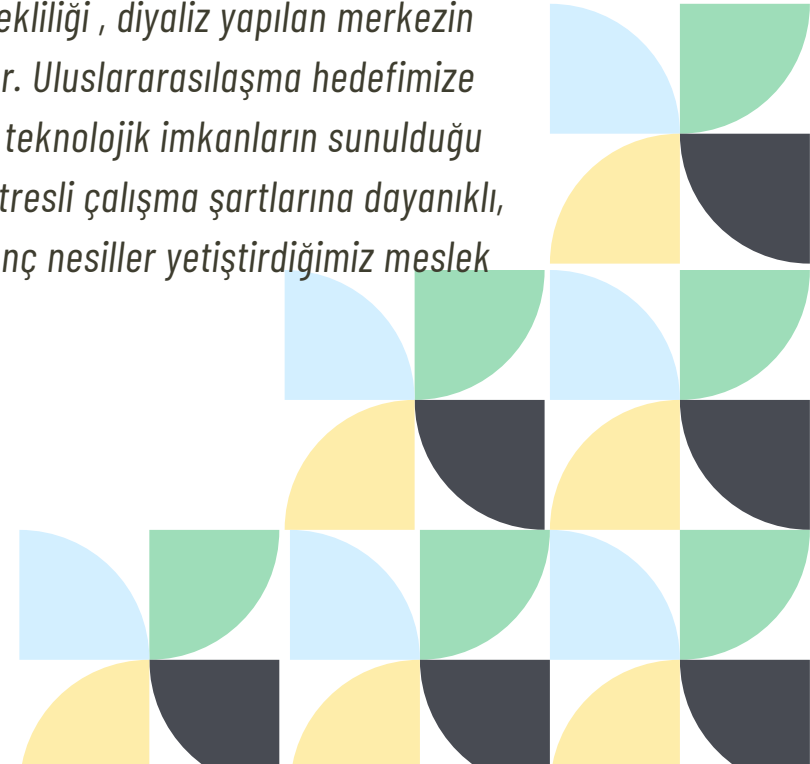 ekliliği , diyaliz yapılan merkezin
r. Uluslararasılaşma hedefimize
teknolojik imkanların sunulduğu
tresli çalışma şartlarına dayanıklı,
nç nesiller yetiştirdiğimiz meslek